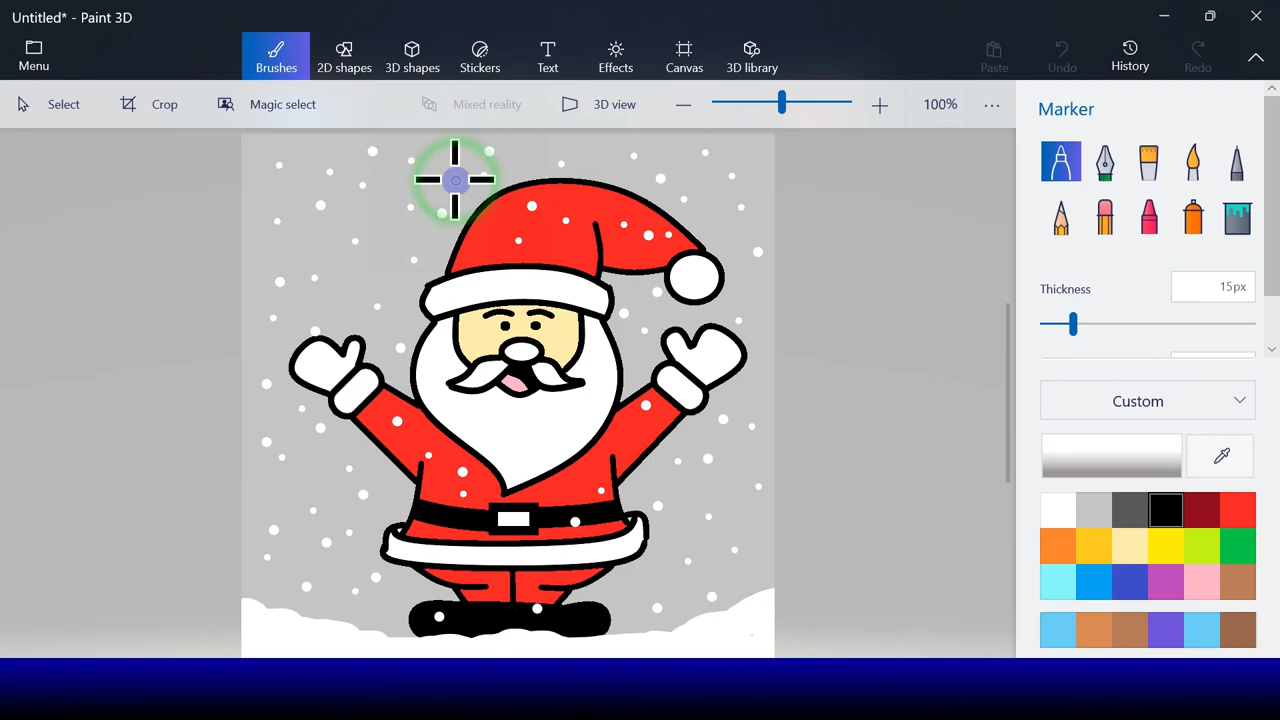 Untitled* - Paint 3D
Menu
Brushes
2D shapes
3D shapes
Stickers
Text
Effects
Canvas
3D library
Paste
Undo
History
Redo
Select
Crop
Magic select
Mixed reality
3D view
100%
Marker
Thickness
15px
Custom